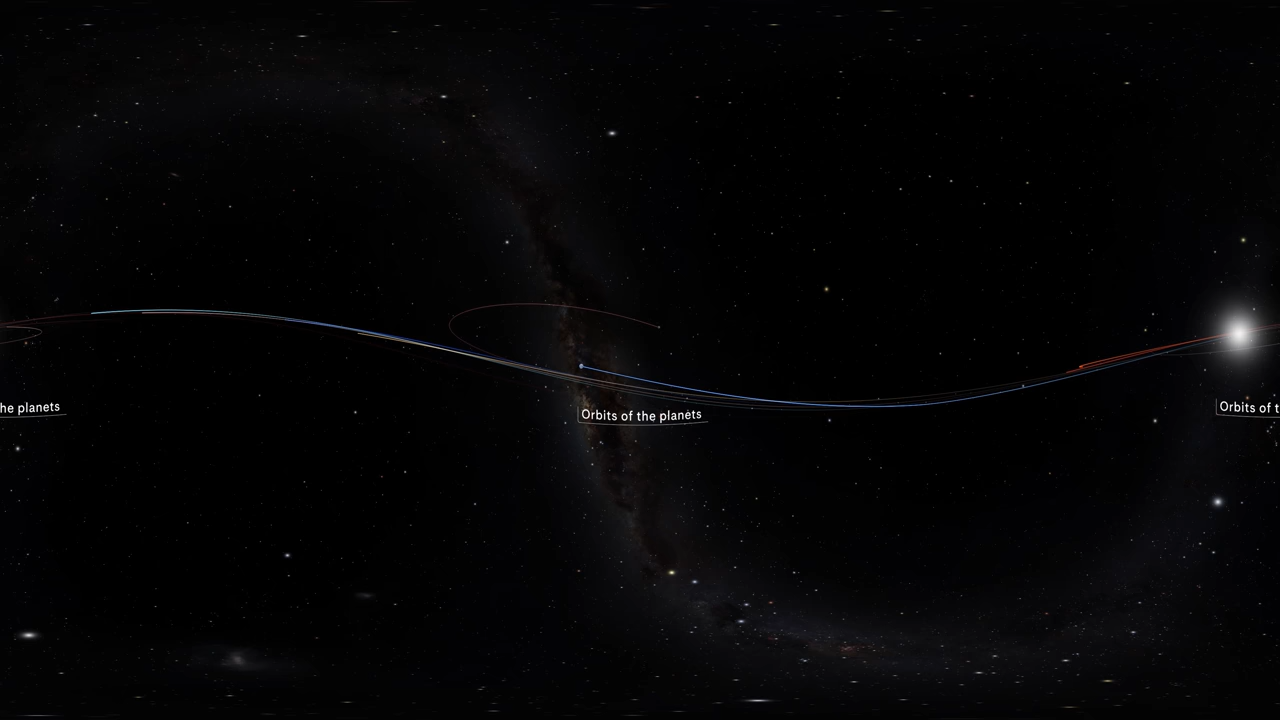 he planets
Orbits of the planets
Orbits of t